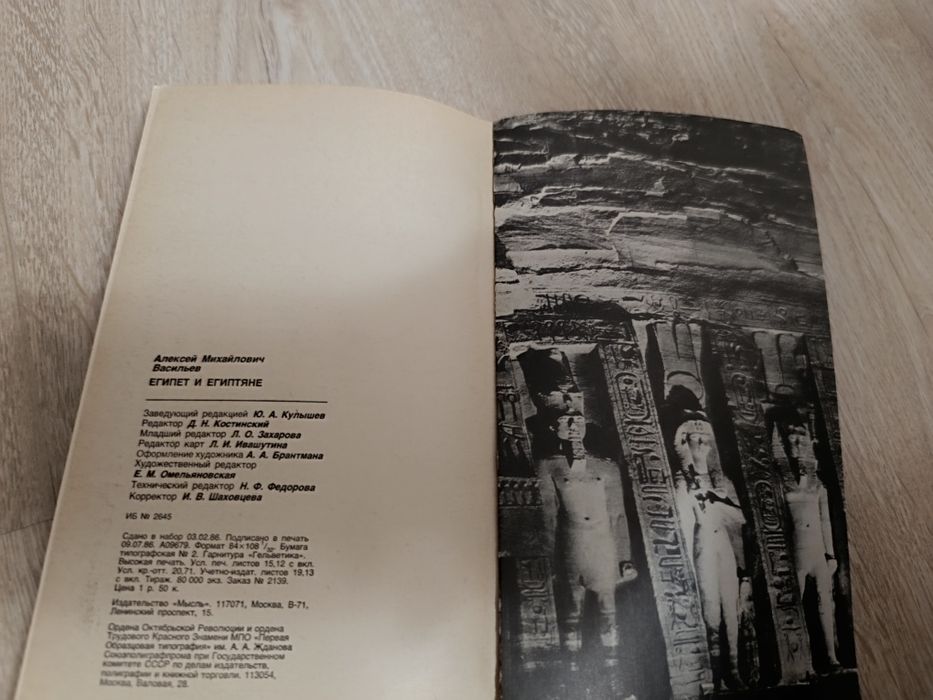 Алексей Михайлович
Васильев
ЕГИПЕТ И ЕГИПТЯНЕ
Заведующий редакцией Ю. А. Кулышев
Редактор Д. Н. Костинский
Младший редактор Л. О. Захарова
Редактор карт Л. И. Ивашутина
Оформление художника А. А. Брантмана
Художественный редактор
Е. М. Омельяновская
Технический редактор Н. Ф. Федорова
Корректор И. В. Шаховцева
ИБ № 2645
Сдано в набор 03.02.86. Подписано в печать
09.07.86. А09679. Формат 84×108 1/32. Бумага
типографская № 2. Гарнитура «Гельветика».
Высокая печать. Усл. печ. листов 15,12 с вкл.
Усл. кр.-отт. 20,71. Учетно-издат. листов 19,13
с вкл. Тираж. 80 000 экз. Заказ № 2139.
Цена 1 р. 50 к.
Издательство «Мысль». 117071, Москва, В-71,
Ленинский проспект, 15.
Ордена Октябрьской Революции и ордена
Трудового Красного Знамени МПО «Первая
Образцовая типография» им. А. А. Жданова
Союзполиграфпрома при Государственном
комитете СССР по делам издательств,
полиграфии и книжной торговли. 113054,
Москва, Валовая, 28.